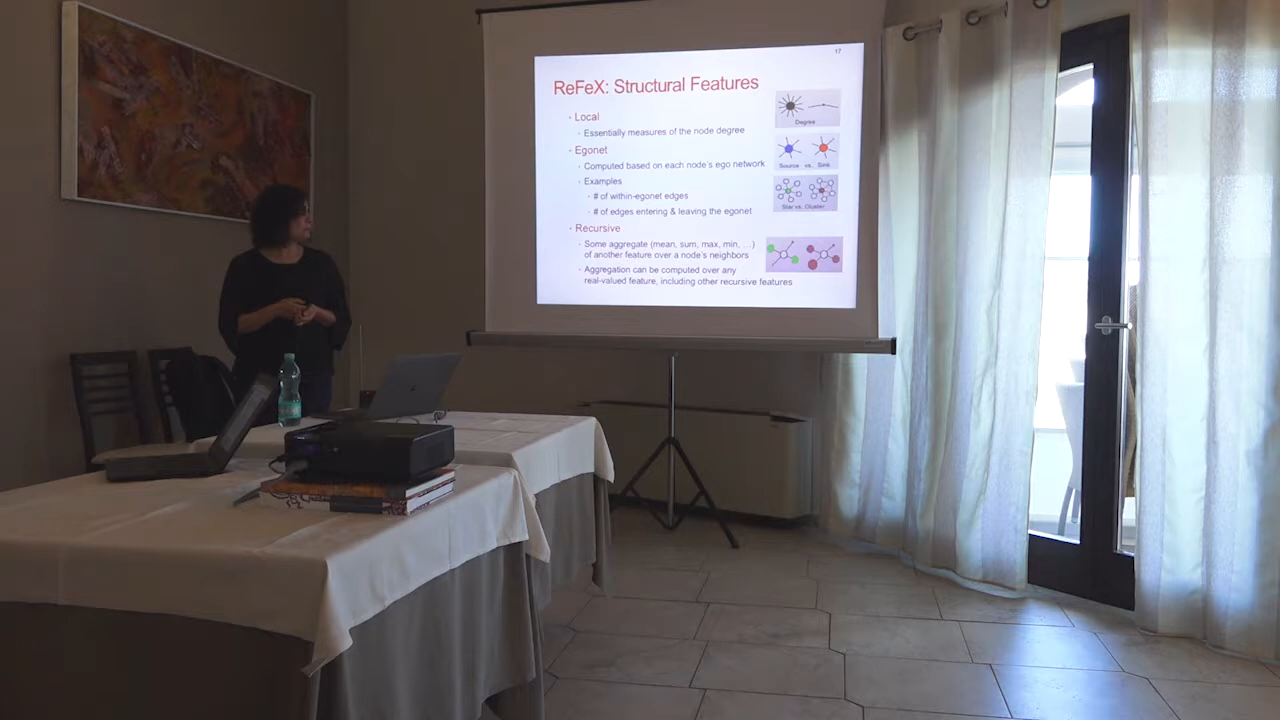 17
ReFeX: Structural Features
· Local
· Essentially measures of the node degree
· Egonet
· Computed based on each node's ego network
· Examples
· # of within-egonet edges
· # of edges entering & leaving the egonet
· Recursive
· Some aggregate (mean, sum, max, min, …)
of another feature over a node's neighbors
· Aggregation can be computed over any
real-valued feature, including other recursive features
Degree
Source vs. Sink
Star vs. Cluster